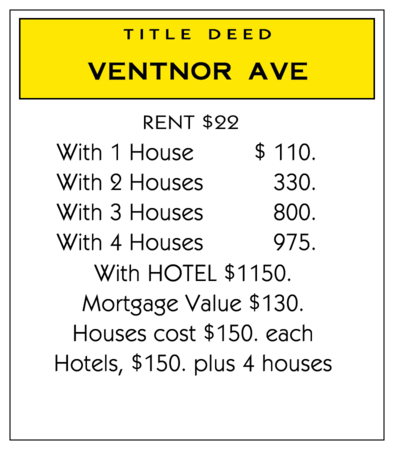 TITLE DEED
VENTNOR AVE
RENT $22
With 1 House $ 110.
With 2 Houses 330.
With 3 Houses 800.
With 4 Houses 975.
With HOTEL $1150.
Mortgage Value $130.
Houses cost $150. each
Hotels, $150. plus 4 houses